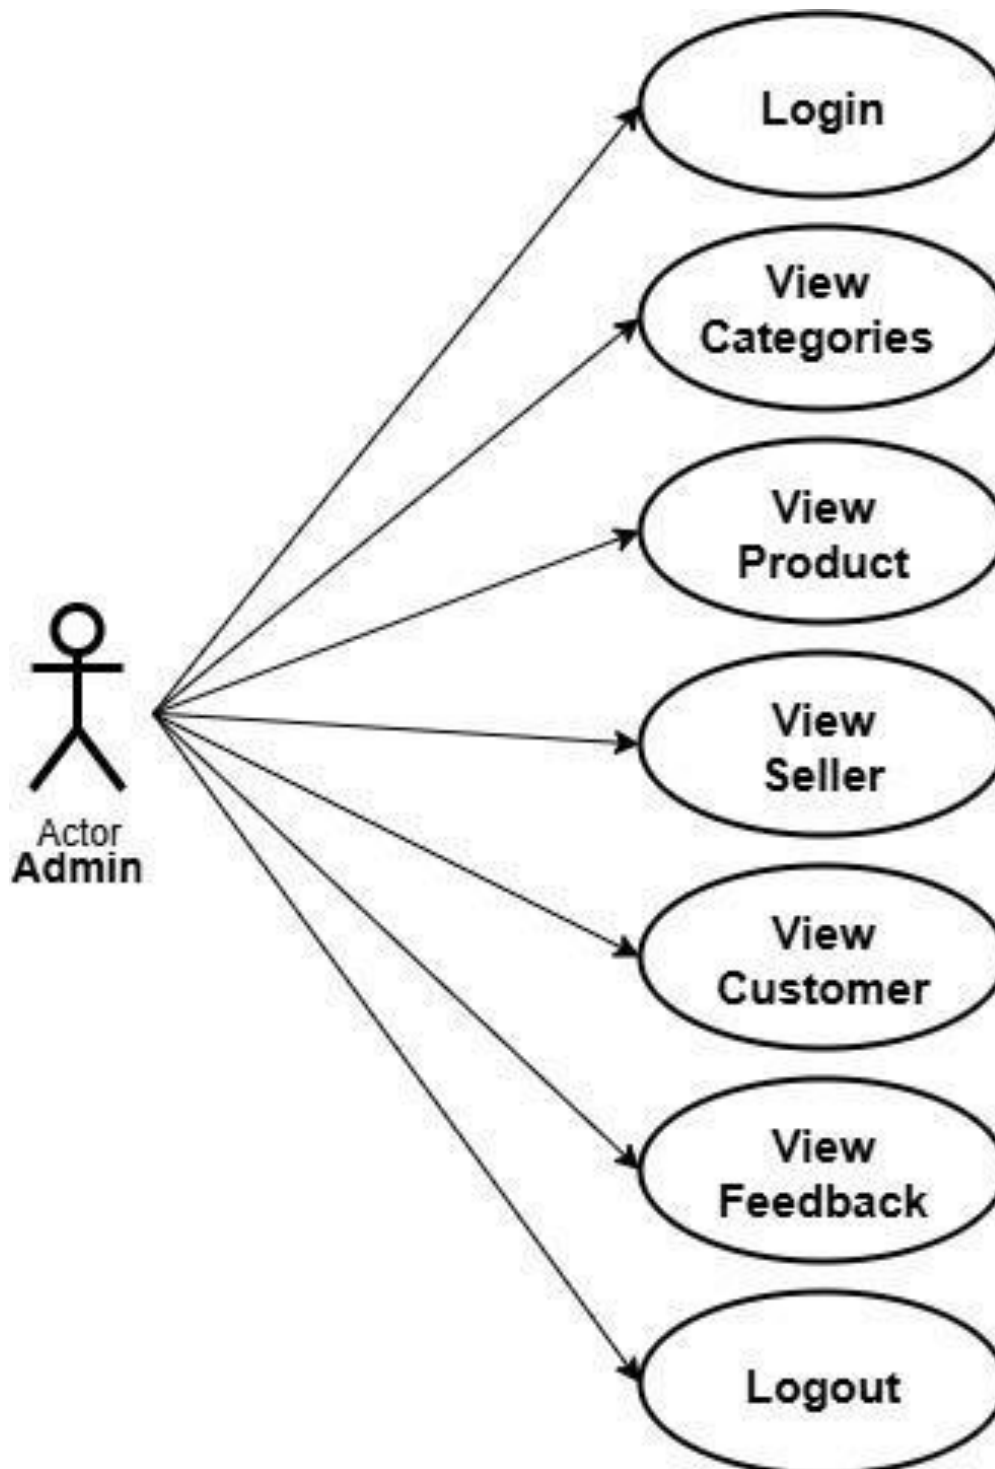 Login
View
Categories
View
Product
View
Seller
Actor
Admin
View
Customer
View
Feedback
Logout